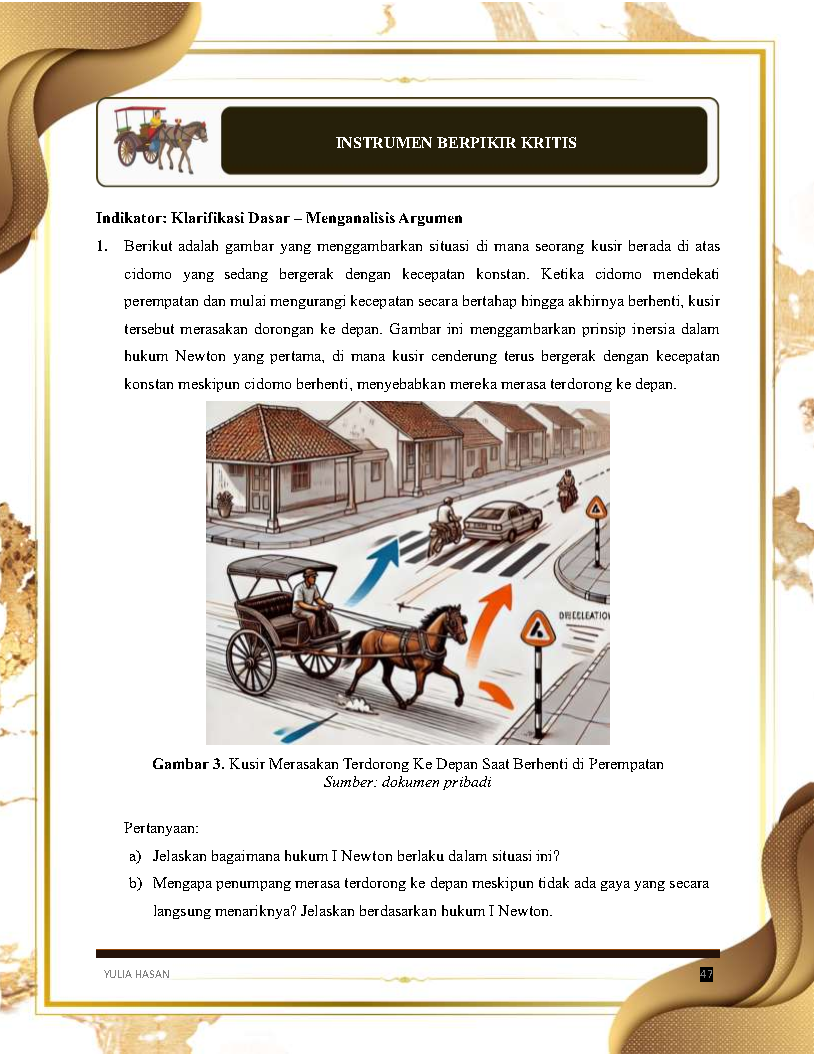 INSTRUMEN BERPIKIR KRITIS
Indikator: Klarifikasi Dasar – Menganalisis Argumen
1. Berikut adalah gambar yang menggambarkan situasi di mana seorang kusir berada di atas
cidomo yang sedang bergerak dengan kecepatan konstan. Ketika cidomo mendekati
perempatan dan mulai mengurangi kecepatan secara bertahap hingga akhirnya berhenti, kusir
tersebut merasakan dorongan ke depan. Gambar ini menggambarkan prinsip inersia dalam
hukum Newton yang pertama, di mana kusir cenderung terus bergerak dengan kecepatan
konstan meskipun cidomo berhenti, menyebabkan mereka merasa terdorong ke depan.
Gambar 3. Kusir Merasakan Terdorong Ke Depan Saat Berhenti di Perempatan
Sumber: dokumen pribadi
Pertanyaan:
a) Jelaskan bagaimana hukum I Newton berlaku dalam situasi ini?
b) Mengapa penumpang merasa terdorong ke depan meskipun tidak ada gaya yang secara
langsung menariknya? Jelaskan berdasarkan hukum I Newton.
YULIA HASAN 47